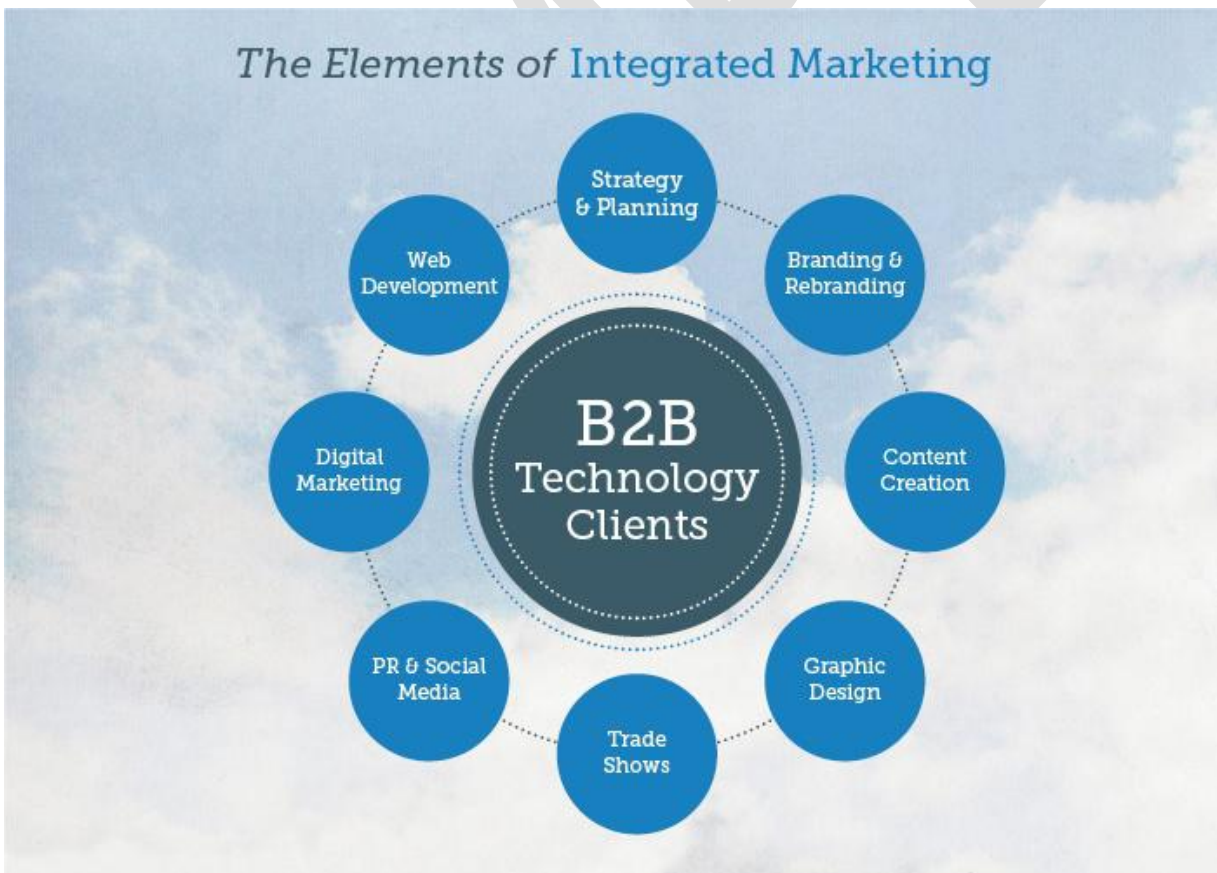 The Elements of Integrated Marketing
Strategy
& Planning
Branding &
Rebranding
Content
Creation
Graphic
Design
Trade
Shows
PR & Social
Media
Digital
Marketing
Web
Development
B2B
Technology
Clients